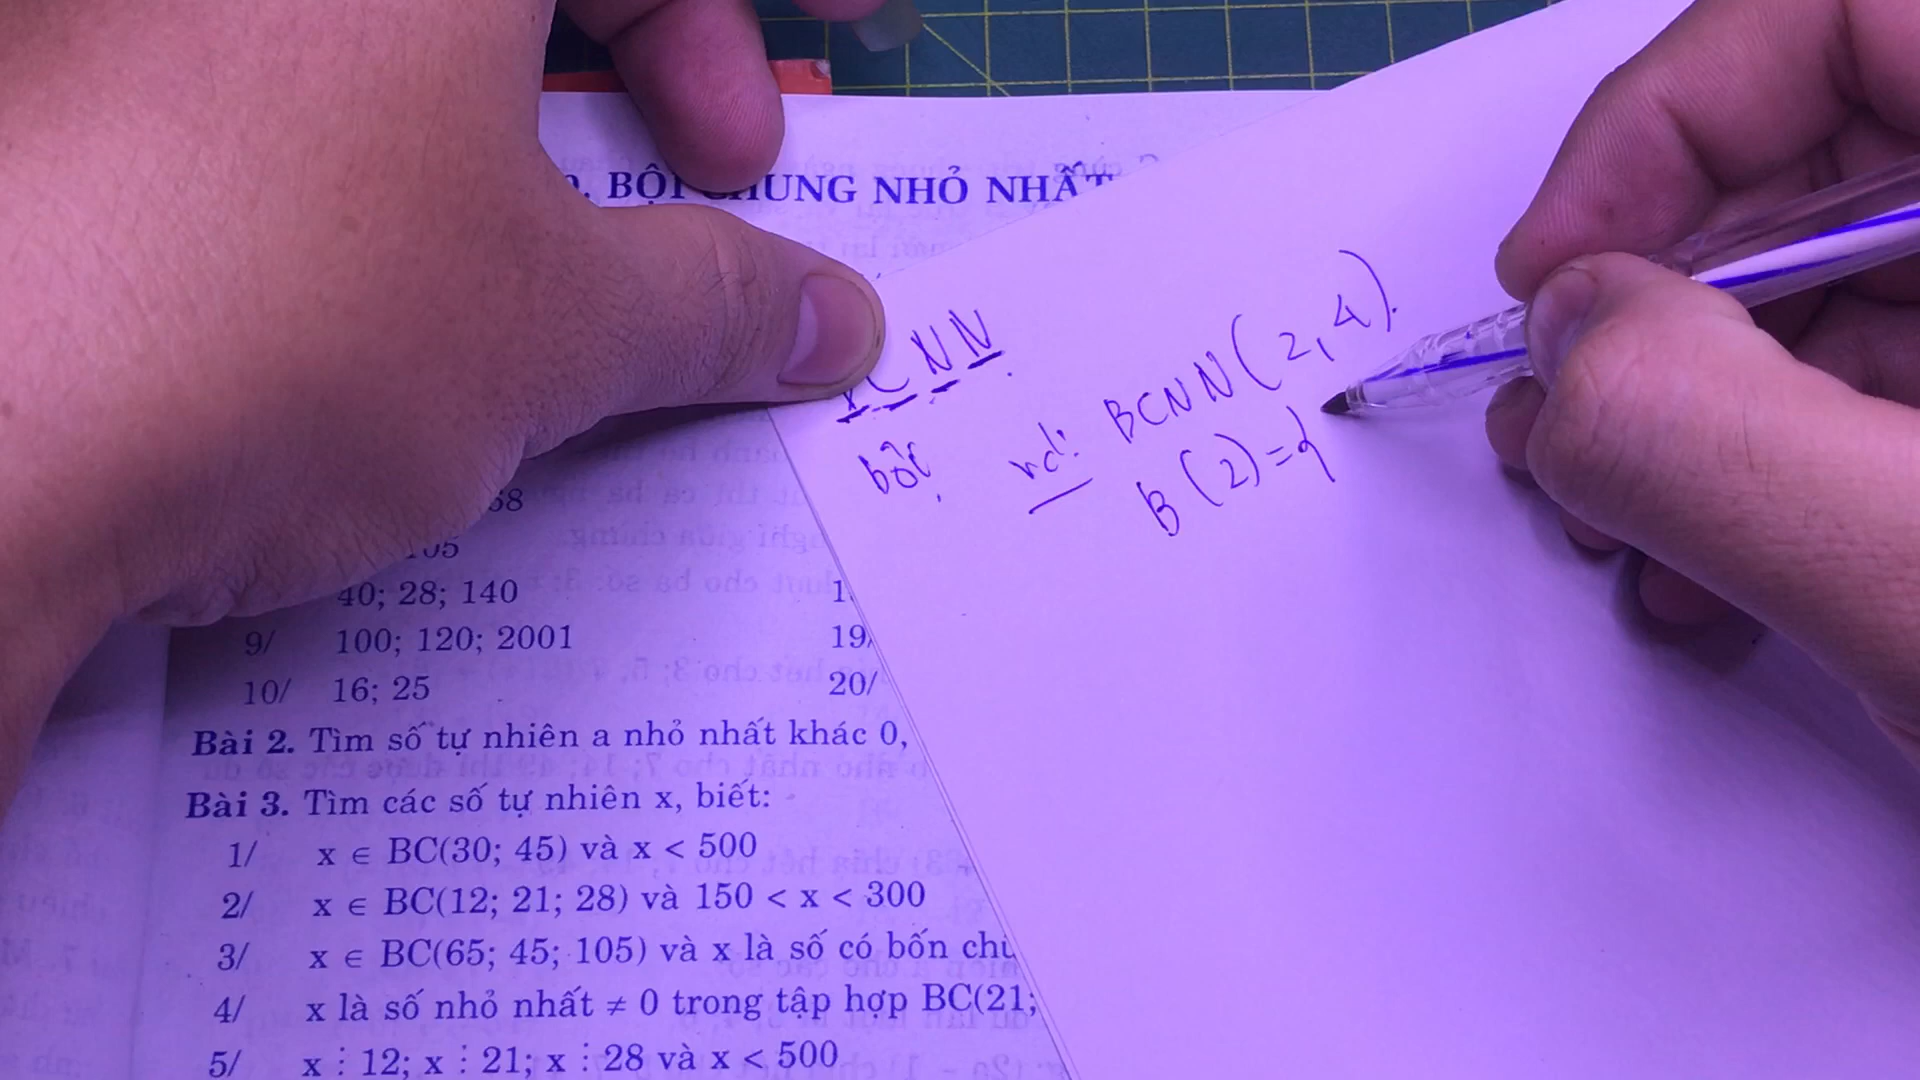 BỘI CHUNG NHỎ NHẤT
CNN
bội
vd: BCNN(2,4).
B(2)={
68
105
40; 28; 140
9/ 100; 120; 2001 19/
10/ 16; 25 20/
Bài 2. Tìm số tự nhiên a nhỏ nhất khác 0,
Bài 3. Tìm các số tự nhiên x, biết:
1/ x ∈ BC(30; 45) và x < 500
2/ x ∈ BC(12; 21; 28) và 150 < x < 300
3/ x ∈ BC(65; 45; 105) và x là số có bốn
4/ x là số nhỏ nhất ≠ 0 trong tập hợp BC(21;
5/ x ⋮ 12; x ⋮ 21; x ⋮ 28 và x < 500